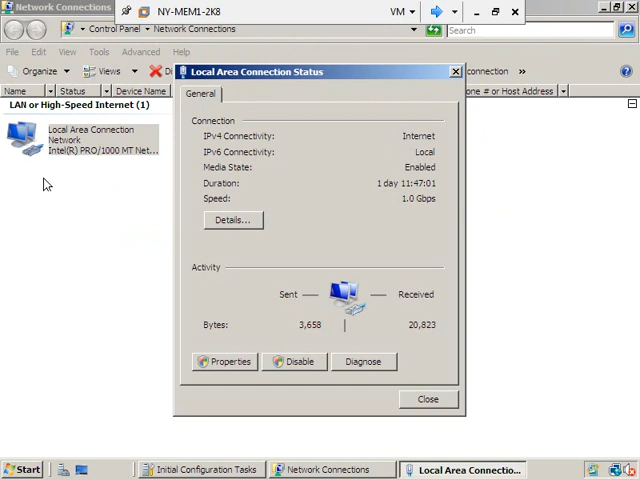 Network Connections
NY-MEM1-2K8
VM
Control Panel
Network Connections
Search
File
Edit
View
Tools
Advanced
Help
Organize
Views
Di
onnection
»
Name
Status
Device Name
one # or Host Address
LAN or High-Speed Internet (1)
Local Area Connection
Network
Intel(R) PRO/1000 MT Net...
Local Area Connection Status
General
Connection
IPv4 Connectivity: Internet
IPv6 Connectivity: Local
Media State: Enabled
Duration: 1 day 11:47:01
Speed: 1.0 Gbps
Details...
Activity
Sent
Received
Bytes: 3,658 20,823
Properties
Disable
Diagnose
Close
Start
Initial Configuration Tasks
Network Connections
Local Area Connectio...